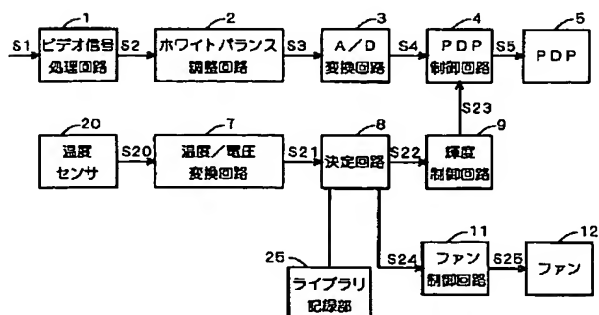 1
2
3
4
5
S1
ビデオ信号
処理回路
S2
ホワイトバランス
調整回路
S3
A/D
変換回路
S4
PDP
制御回路
S5
PDP
S23
20
7
8
9
温度
センサ
S20
温度/電圧
変換回路
S21
決定回路
S22
輝度
制御回路
25
11
12
ライブラリ
記録部
S24
ファン
制御回路
S25
ファン